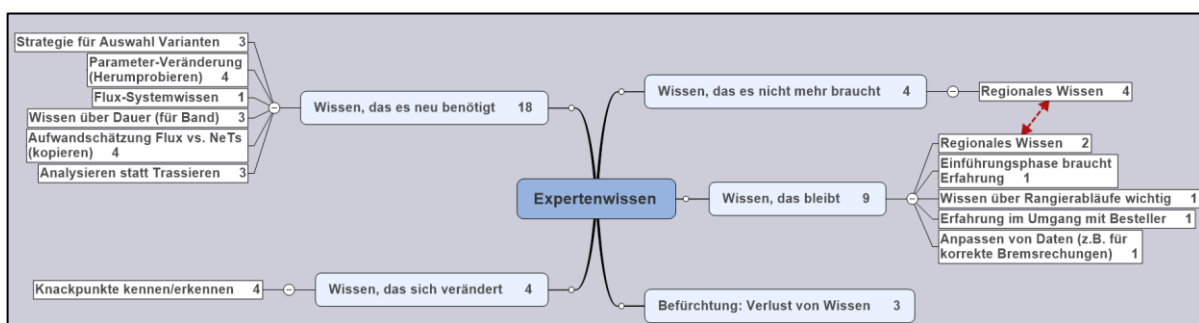 Strategie für Auswahl Varianten 3
Parameter-Veränderung
(Herumprobieren) 4
Flux-Systemwissen 1
Wissen über Dauer (für Band) 3
Aufwandschätzung Flux vs. NeTs
(kopieren) 4
Analysieren statt Trassieren 3
Wissen, das es neu benötigt 18
Knackpunkte kennen/erkennen 4
Wissen, das sich verändert 4
Expertenwissen
Wissen, das es nicht mehr braucht 4
Regionales Wissen 4
Wissen, das bleibt 9
Regionales Wissen 2
Einführungsphase braucht
Erfahrung 1
Wissen über Rangierabläufe wichtig 1
Erfahrung im Umgang mit Besteller 1
Anpassen von Daten (z.B. für
korrekte Bremsrechungen) 1
Befürchtung: Verlust von Wissen 3